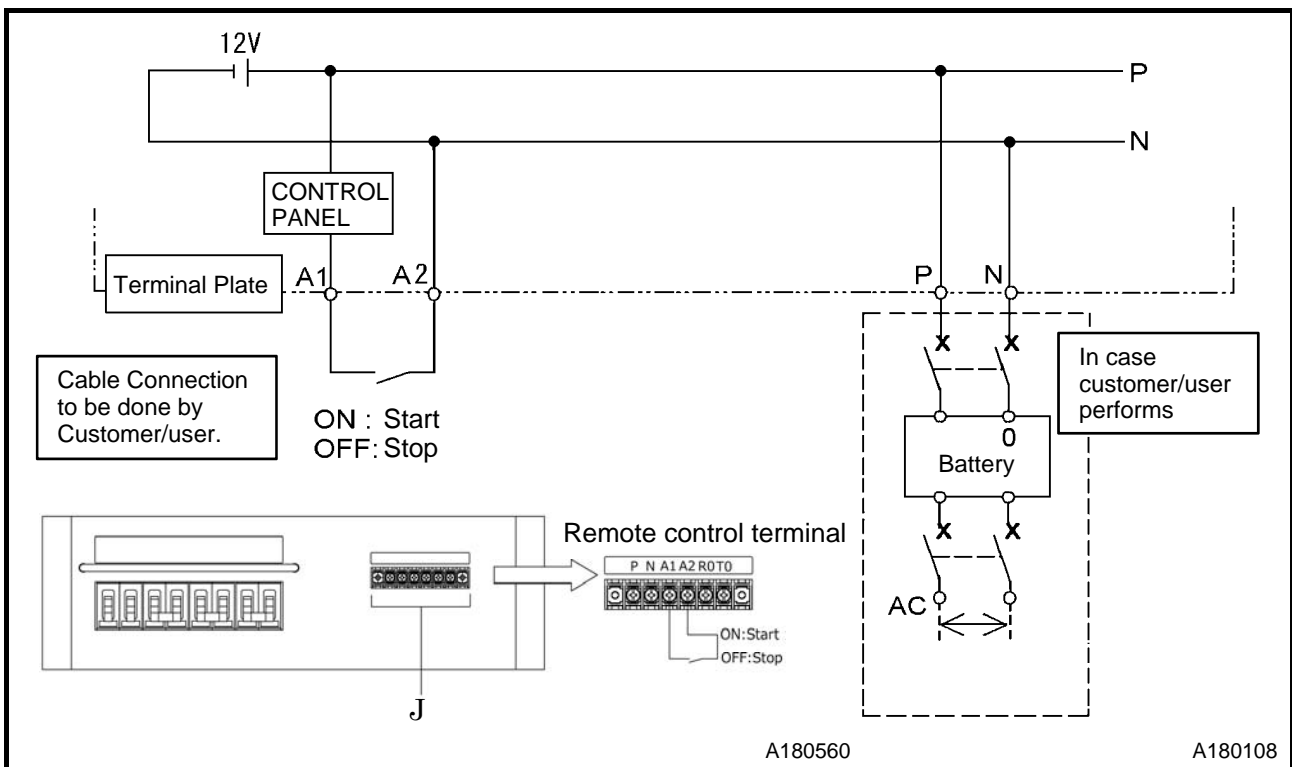 12V
P
N
CONTROL
PANEL
Terminal Plate
A1
A2
P
N
Cable Connection
to be done by
Customer/user.
ON : Start
OFF: Stop
In case
customer/user
performs
0
Battery
AC
Remote control terminal
P N A1 A2 R0 T0
ON:Start
OFF:Stop
J
A180560
A180108